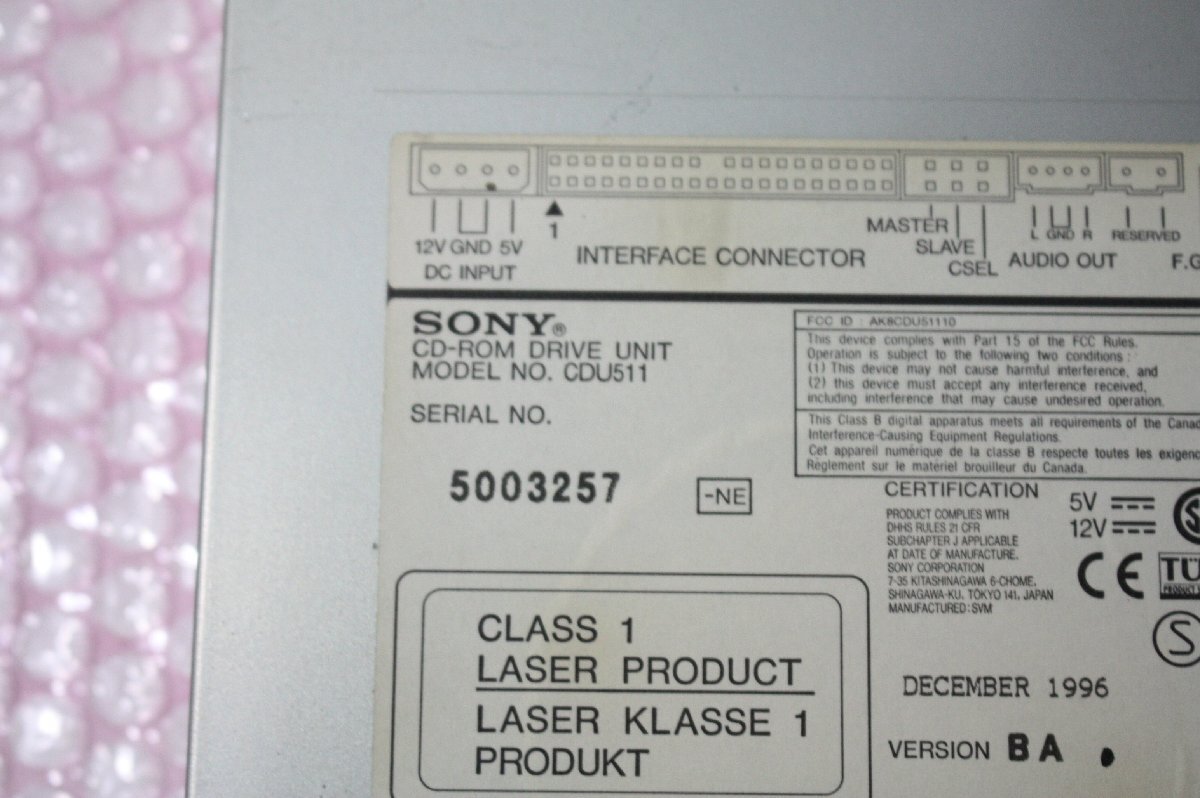 12V GND 5V
DC INPUT
1
INTERFACE CONNECTOR
MASTER
SLAVE
CSEL
L GND R
AUDIO OUT
RESERVED
F.G
SONY®
CD-ROM DRIVE UNIT
MODEL NO. CDU511
SERIAL NO.
5003257
-NE
FCC ID : AK8CDU51110
This device complies with Part 15 of the FCC Rules.
Operation is subject to the following two conditions :
(1) This device may not cause harmful interference, and
(2) this device must accept any interference received,
including interference that may cause undesired operation.
This Class B digital apparatus meets all requirements of the Canad
Interference-Causing Equipment Regulations.
Cet appareil numérique de la classe B respecte toutes les exigenc
Règlement sur le matériel brouilleur du Canada.
CERTIFICATION
PRODUCT COMPLIES WITH
DHHS RULES 21 CFR
SUBCHAPTER J APPLICABLE
AT DATE OF MANUFACTURE.
SONY CORPORATION
7-35 KITASHINAGAWA 6-CHOME,
SHINAGAWA-KU, TOKYO 141, JAPAN
MANUFACTURED: SVM
5V
12V
CE
TÜ
PRODUCT
S
CLASS 1
LASER PRODUCT
LASER KLASSE 1
PRODUKT
DECEMBER 1996
VERSION BA